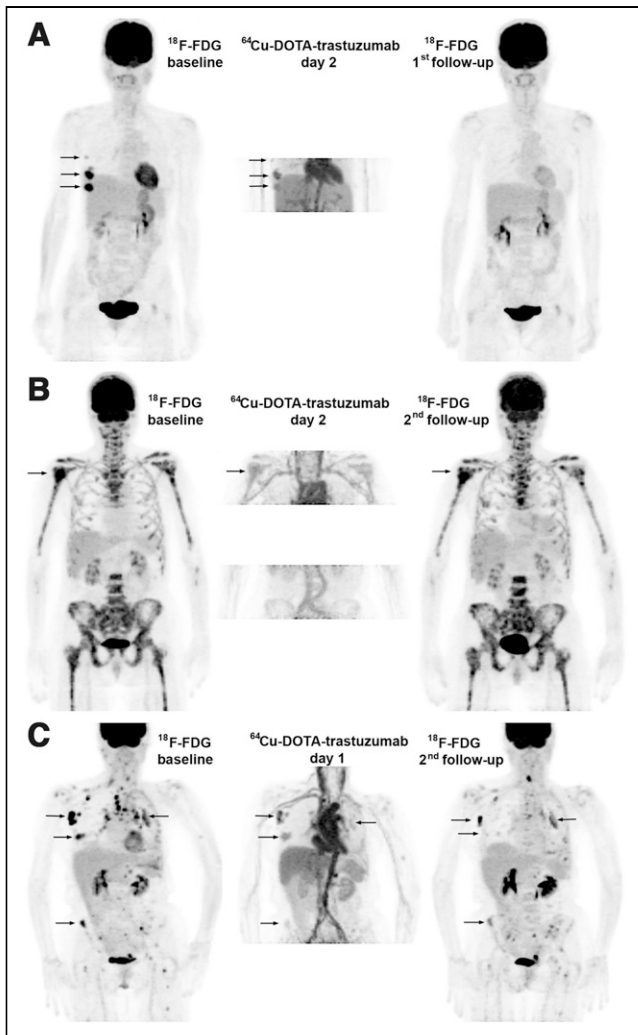 A
¹⁸F-FDG
baseline
⁶⁴Cu-DOTA-trastuzumab
day 2
¹⁸F-FDG
1ˢᵗ follow-up
B
¹⁸F-FDG
baseline
⁶⁴Cu-DOTA-trastuzumab
day 2
¹⁸F-FDG
2ⁿᵈ follow-up
C
¹⁸F-FDG
baseline
⁶⁴Cu-DOTA-trastuzumab
day 1
¹⁸F-FDG
2ⁿᵈ follow-up